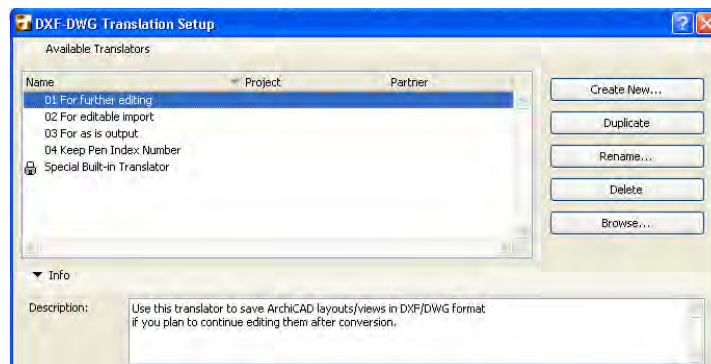 DXF-DWG Translation Setup
Available Translators
Name Project Partner
01 For further editing
02 For editable import
03 For as is output
04 Keep Pen Index Number
Special Built-in Translator
Create New...
Duplicate
Rename...
Delete
Browse...
Info
Description: Use this translator to save ArchiCAD layouts/views in DXF/DWG format
if you plan to continue editing them after conversion.